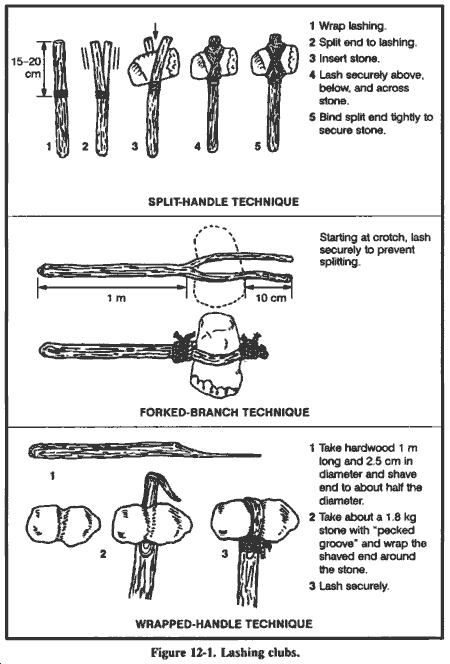 1 Wrap lashing.
2 Split end to lashing.
3 Insert stone.
4 Lash securely above,
below, and across
stone.
5 Bind split end tightly to
secure stone.
15-20
cm
1
2
3
4
5
SPLIT-HANDLE TECHNIQUE
Starting at crotch, lash
securely to prevent
splitting.
1 m
10 cm
FORKED-BRANCH TECHNIQUE
1
1 Take hardwood 1 m
long and 2.5 cm in
diameter and shave
end to about half the
diameter.
2 Take about a 1.8 kg
stone with "pecked
groove" and wrap the
shaved end around
the stone.
3 Lash securely.
2
3
WRAPPED-HANDLE TECHNIQUE
Figure 12-1. Lashing clubs.